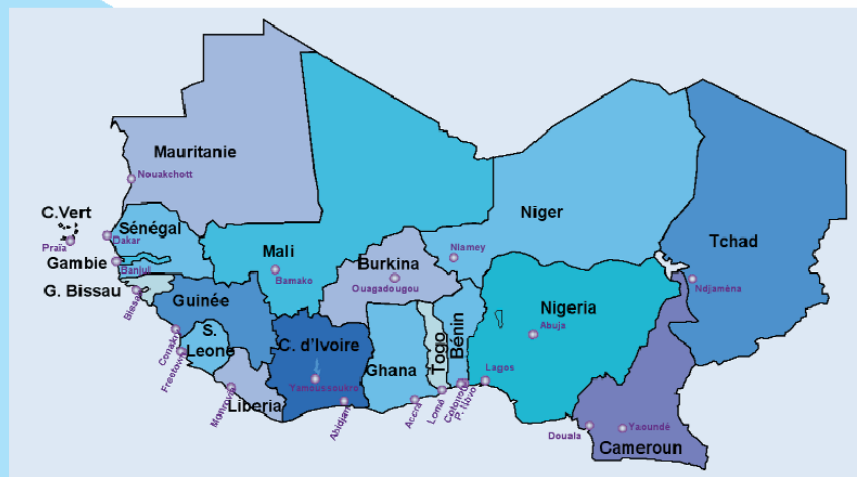 Mauritanie
Nouakchott
C.Vert
Praïa
Sénégal
Dakar
Gambie
Banjul
G. Bissau
Bissau
Mali
Bamako
Burkina
Ouagadougou
Niger
Niamey
Tchad
Ndjamèna
Guinée
Conakry
S.
Leone
Freetown
Liberia
Monrovia
C. d'Ivoire
Yamoussoukro
Abidjan
Ghana
Accra
Togo
Lomé
Bénin
Cotonou
P. Novo
Nigeria
Abuja
Lagos
Cameroun
Douala
Yaoundé